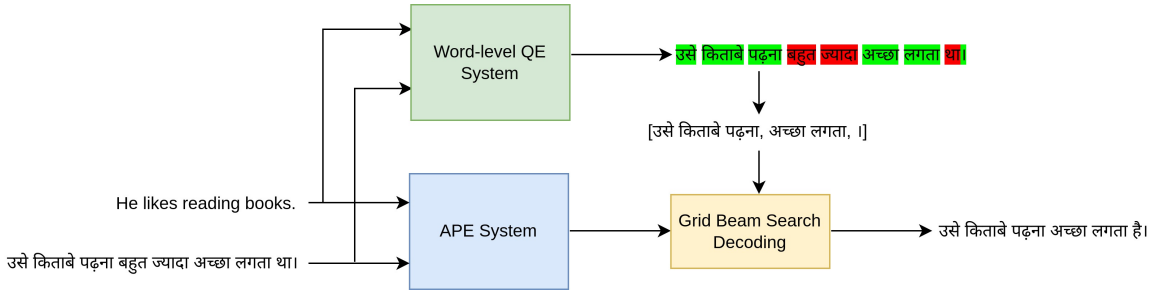 Word-level QE
System
उसे किताबे पढ़ना बहुत ज्यादा अच्छा लगता था।
[उसे किताबे पढ़ना, अच्छा लगता, ।]
He likes reading books.
APE System
Grid Beam Search
Decoding
उसे किताबे पढ़ना अच्छा लगता है।
उसे किताबे पढ़ना बहुत ज्यादा अच्छा लगता था।